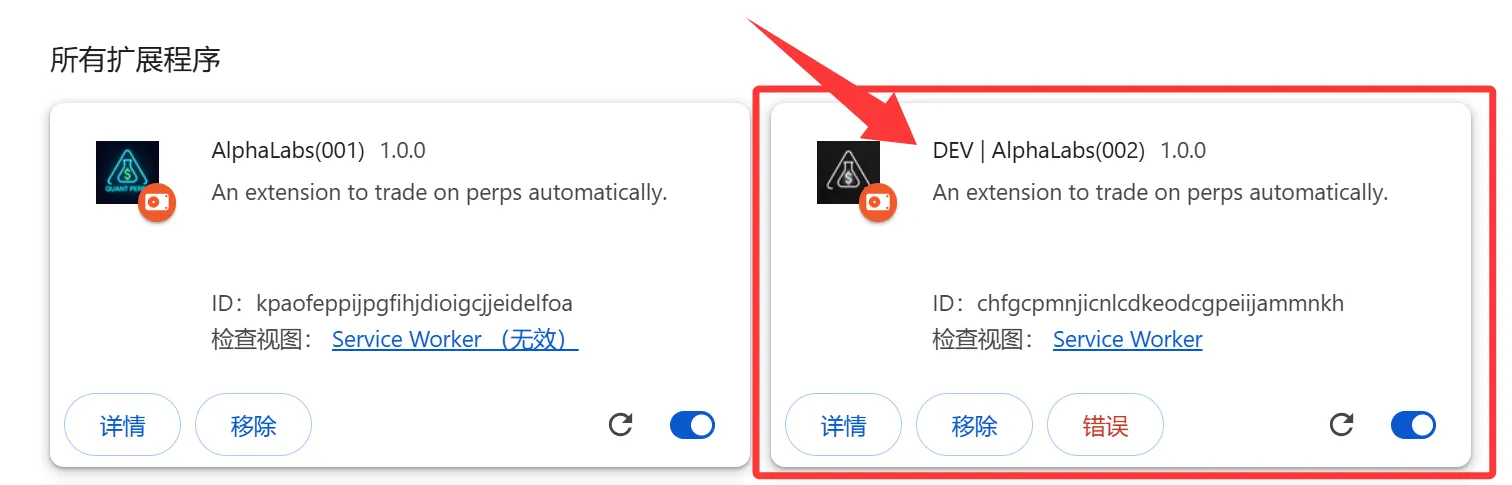 所有扩展程序
AlphaLabs(001) 1.0.0
An extension to trade on perps automatically.
QUANT PERP
ID：kpaofeppijpgfihjdioigcjjeidelfoa
检查视图： Service Worker （无效）
详情 移除
DEV | AlphaLabs(002) 1.0.0
An extension to trade on perps automatically.
ID：chfgcpmnjicnlcdkeodcgpeiijammnkh
检查视图： Service Worker
详情 移除 错误